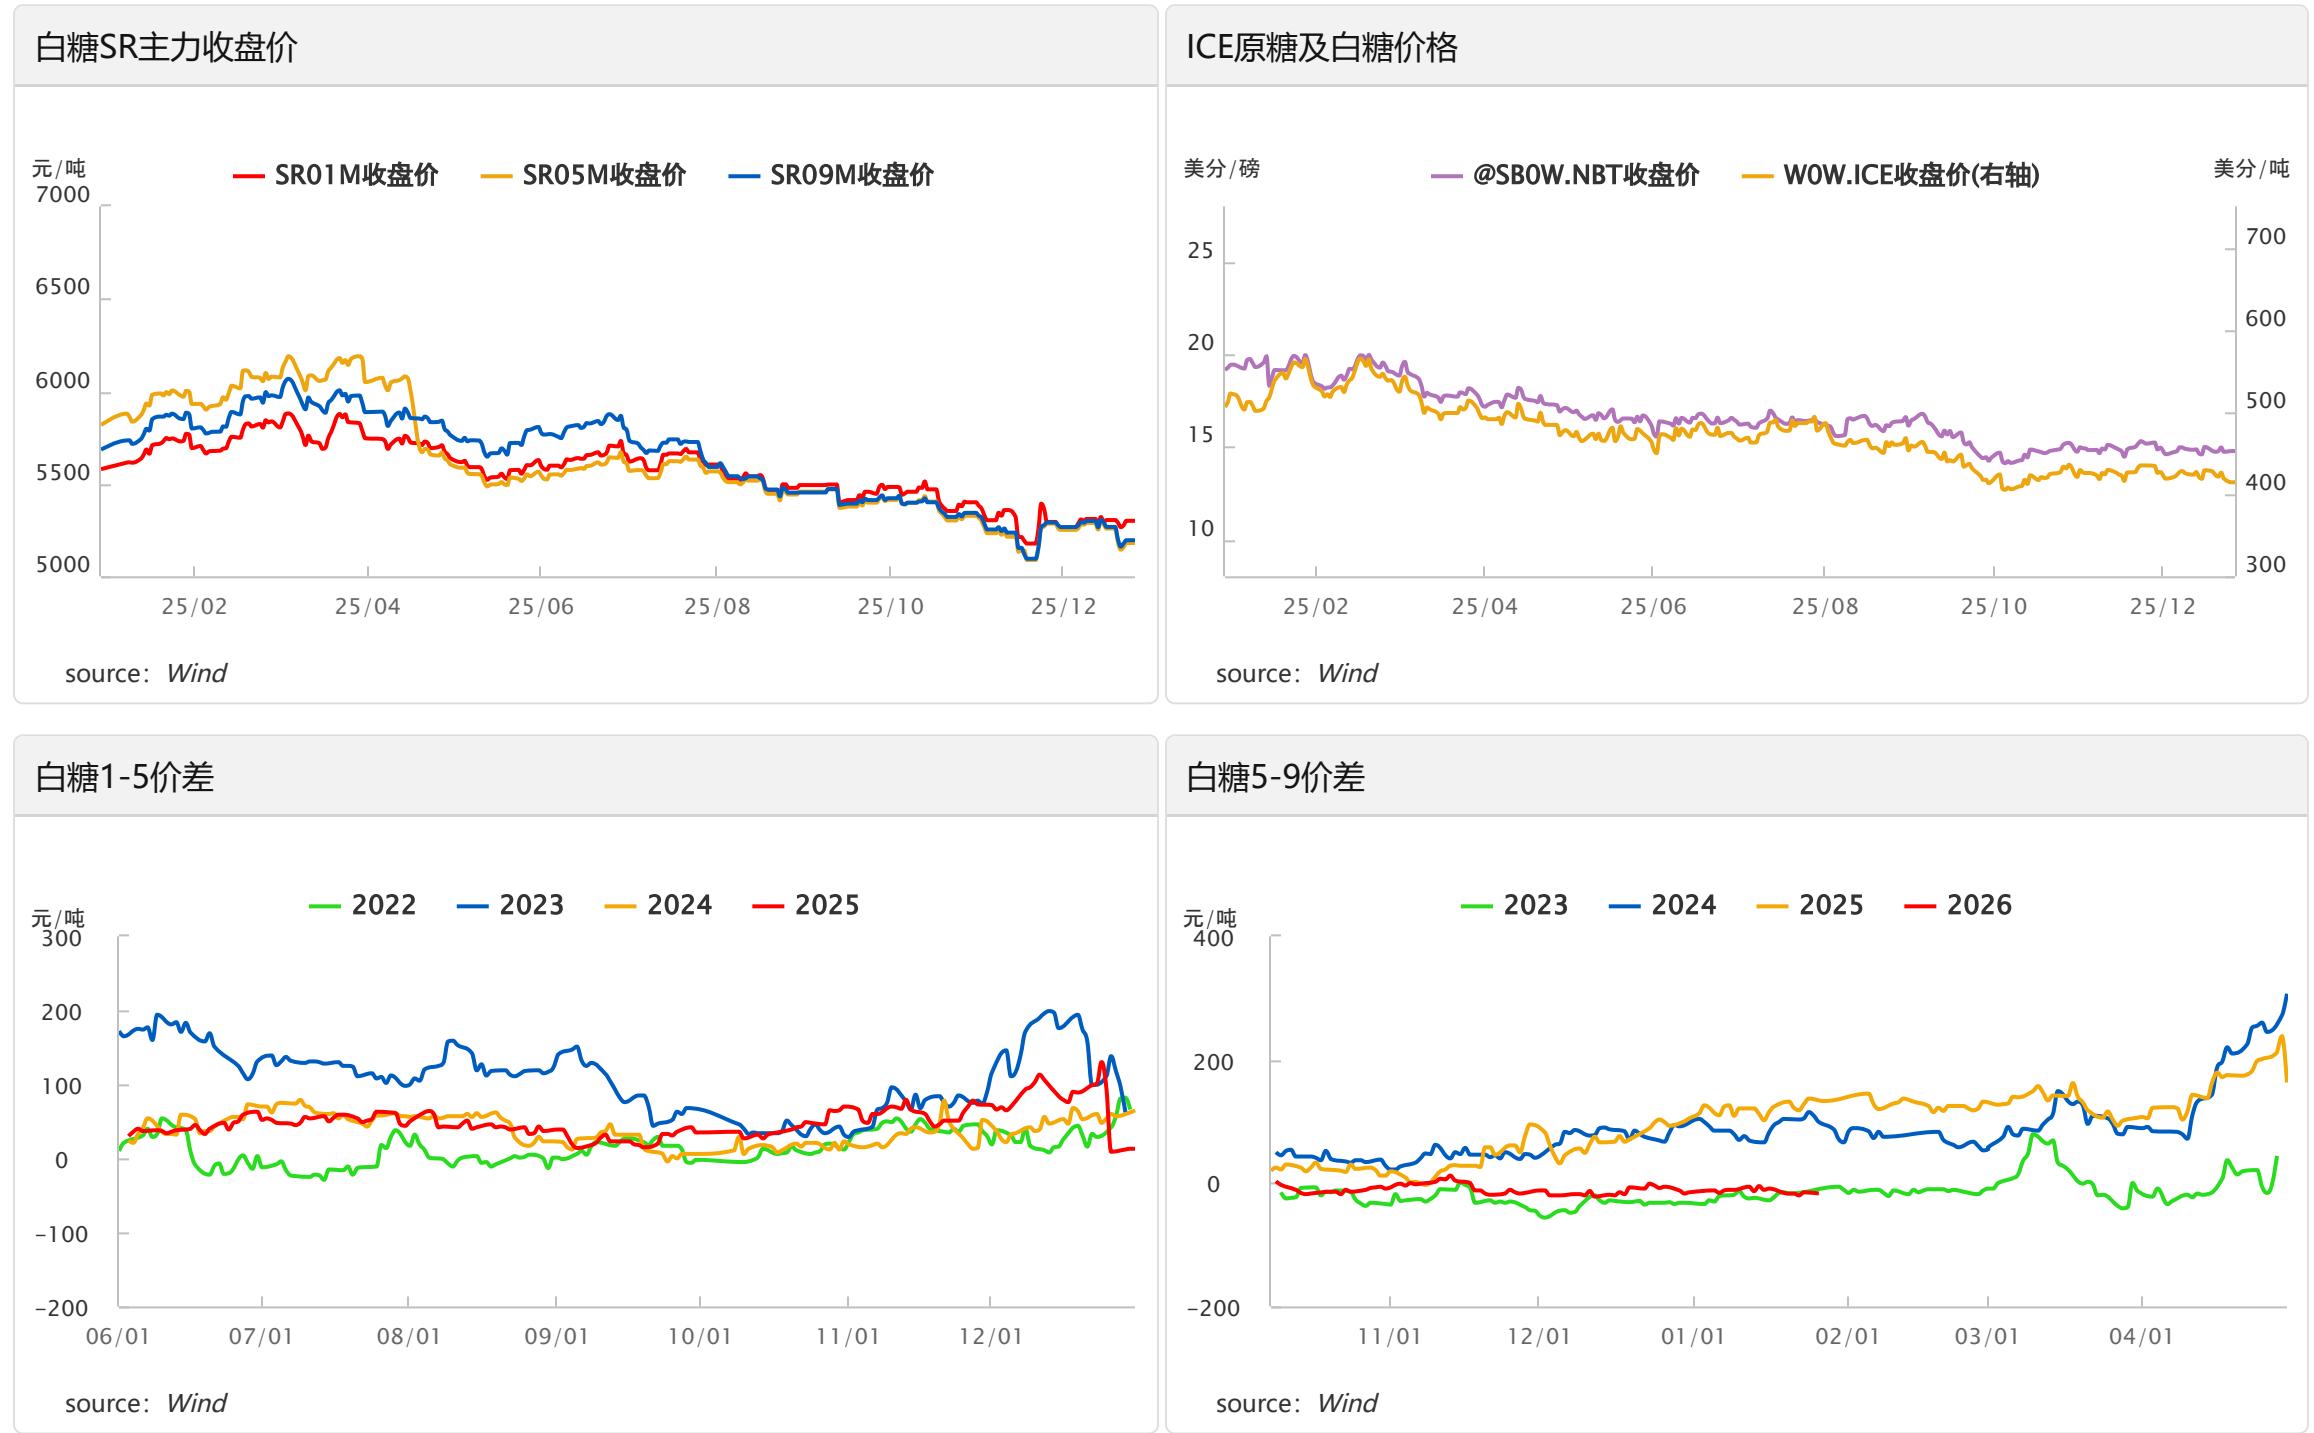 白糖SR主力收盘价
元/吨
SR01M收盘价 SR05M收盘价 SR09M收盘价
7000
6500
6000
5500
5000
25/02 25/04 25/06 25/08 25/10 25/12
source： Wind
ICE原糖及白糖价格
美分/磅
@SB0W.NBT收盘价 W0W.ICE收盘价(右轴)
美分/吨
25
20
15
10
700
600
500
400
300
25/02 25/04 25/06 25/08 25/10 25/12
source： Wind
白糖1-5价差
2022 2023 2024 2025
元/吨
300
200
100
0
-100
-200
06/01 07/01 08/01 09/01 10/01 11/01 12/01
source： Wind
白糖5-9价差
2023 2024 2025 2026
元/吨
400
200
0
-200
11/01 12/01 01/01 02/01 03/01 04/01
source： Wind